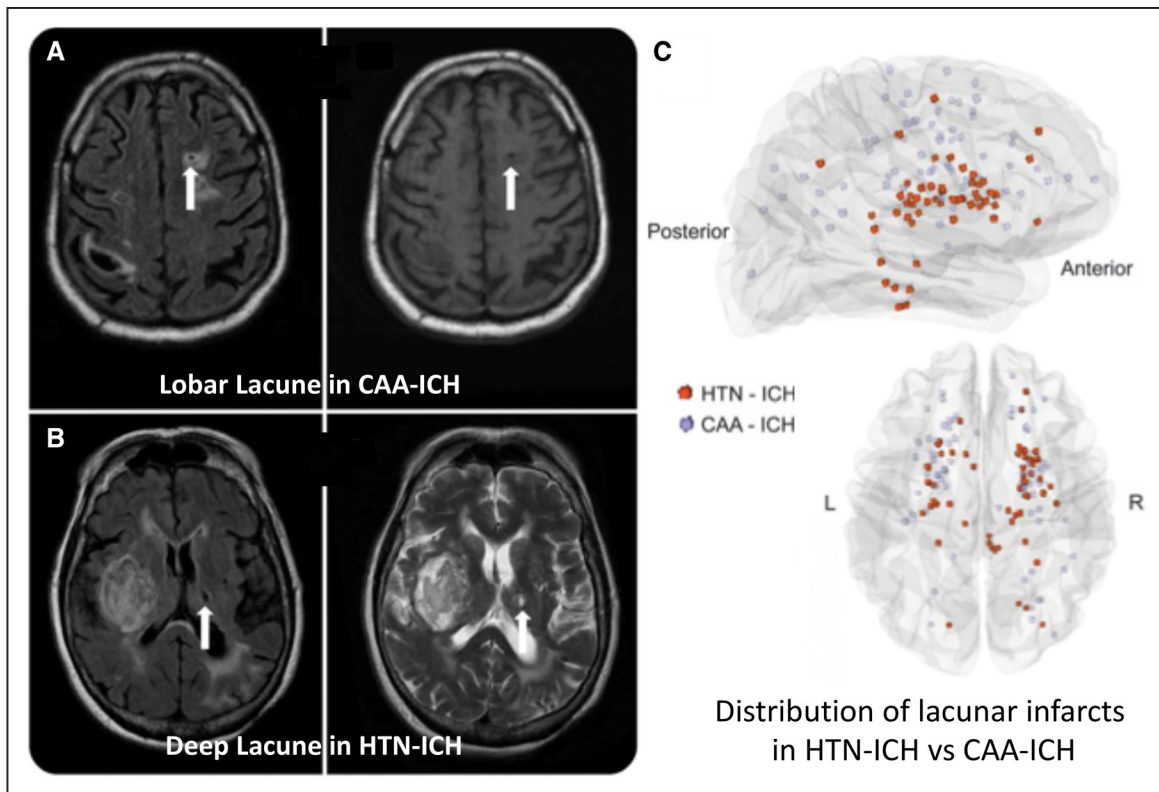 A
Lobar Lacune in CAA-ICH
B
Deep Lacune in HTN-ICH
C
Posterior
Anterior
HTN - ICH
CAA - ICH
L
R
Distribution of lacunar infarcts
in HTN-ICH vs CAA-ICH